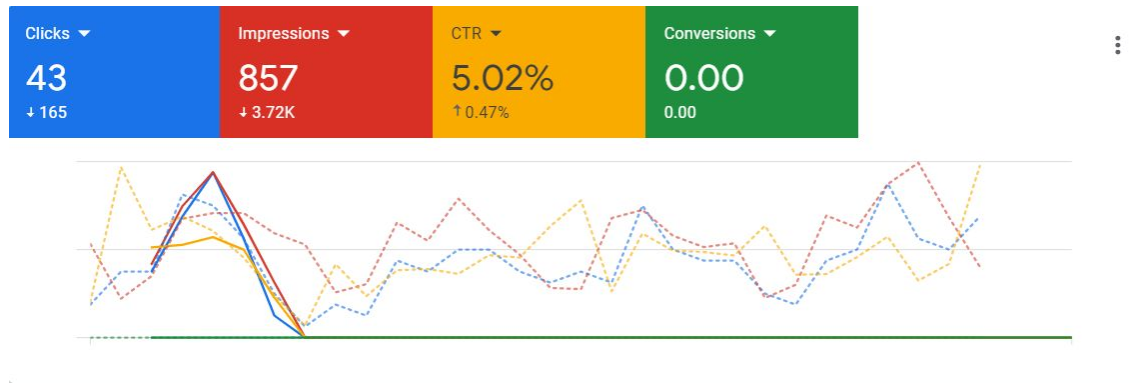 Clicks
43
↓ 165
Impressions
857
↓ 3.72K
CTR
5.02%
↑ 0.47%
Conversions
0.00
0.00